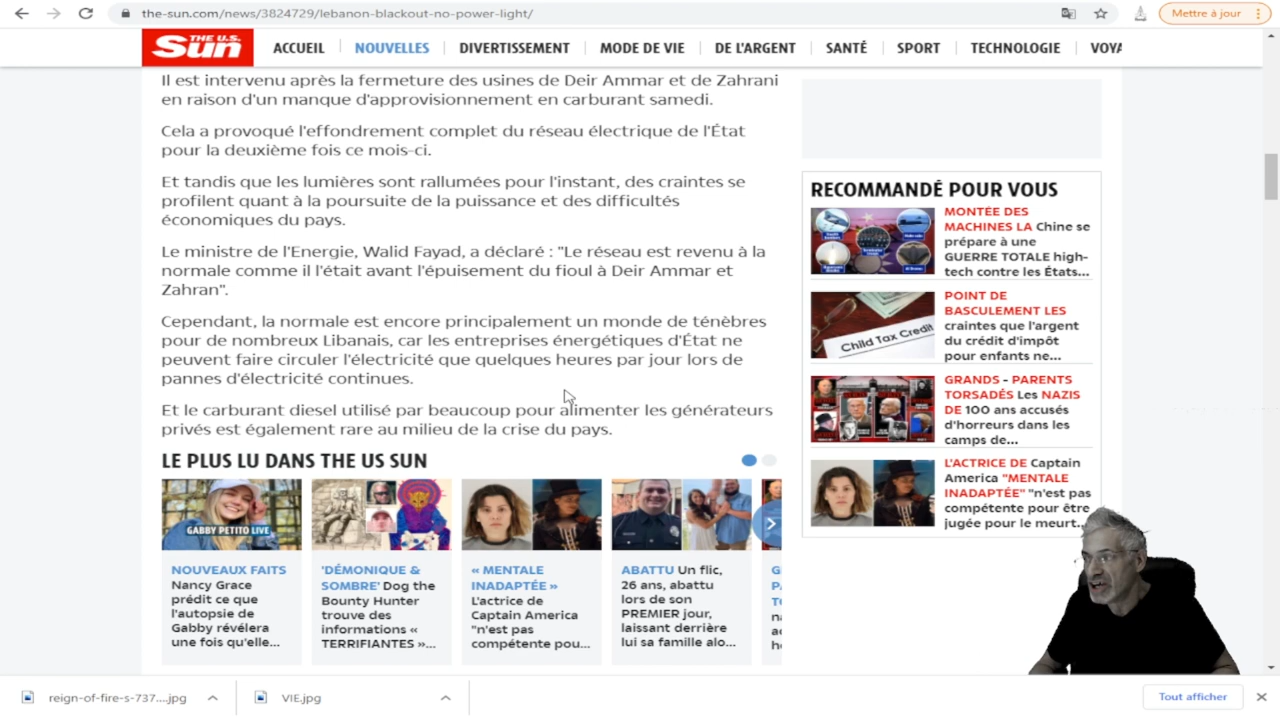 the-sun.com/news/3824729/lebanon-blackout-no-power-light/
Mettre à jour
THE U.S. Sun
ACCUEIL
NOUVELLES
DIVERTISSEMENT
MODE DE VIE
DE L'ARGENT
SANTÉ
SPORT
TECHNOLOGIE
VOYA
Il est intervenu après la fermeture des usines de Deir Ammar et de Zahrani
en raison d'un manque d'approvisionnement en carburant samedi.
Cela a provoqué l'effondrement complet du réseau électrique de l'État
pour la deuxième fois ce mois-ci.
Et tandis que les lumières sont rallumées pour l'instant, des craintes se
profilent quant à la poursuite de la puissance et des difficultés
économiques du pays.
Le ministre de l'Energie, Walid Fayad, a déclaré : "Le réseau est revenu à la
normale comme il l'était avant l'épuisement du fioul à Deir Ammar et
Zahran".
Cependant, la normale est encore principalement un monde de ténèbres
pour de nombreux Libanais, car les entreprises énergétiques d'État ne
peuvent faire circuler l'électricité que quelques heures par jour lors de
pannes d'électricité continues.
Et le carburant diesel utilisé par beaucoup pour alimenter les générateurs
privés est également rare au milieu de la crise du pays.
RECOMMANDÉ POUR VOUS
MONTÉE DES
MACHINES LA Chine se
prépare à une
GUERRE TOTALE high-
tech contre les États...
Child Tax Credit
POINT DE
BASCULEMENT LES
craintes que l'argent
du crédit d'impôt
pour enfants ne...
GRANDS - PARENTS
TORSADÉS Les NAZIS
DE 100 ans accusés
d'horreurs dans les
camps de...
L'ACTRICE DE Captain
America "MENTALE
INADAPTÉE" "n'est pas
compétente pour être
jugée pour le meurt...
LE PLUS LU DANS THE US SUN
GABBY PETITO LIVE
NOUVEAUX FAITS
Nancy Grace
prédit ce que
l'autopsie de
Gabby révélera
une fois qu'elle...
'DÉMONIQUE &
SOMBRE' Dog the
Bounty Hunter
trouve des
informations «
TERRIFIANTES »...
« MENTALE
INADAPTÉE »
L'actrice de
Captain America
"n'est pas
compétente pou...
ABATTU Un flic,
26 ans, abattu
lors de son
PREMIER jour,
laissant derrière
lui sa famille alo...
reign-of-fire-s-737....jpg
VIE.jpg
Tout afficher